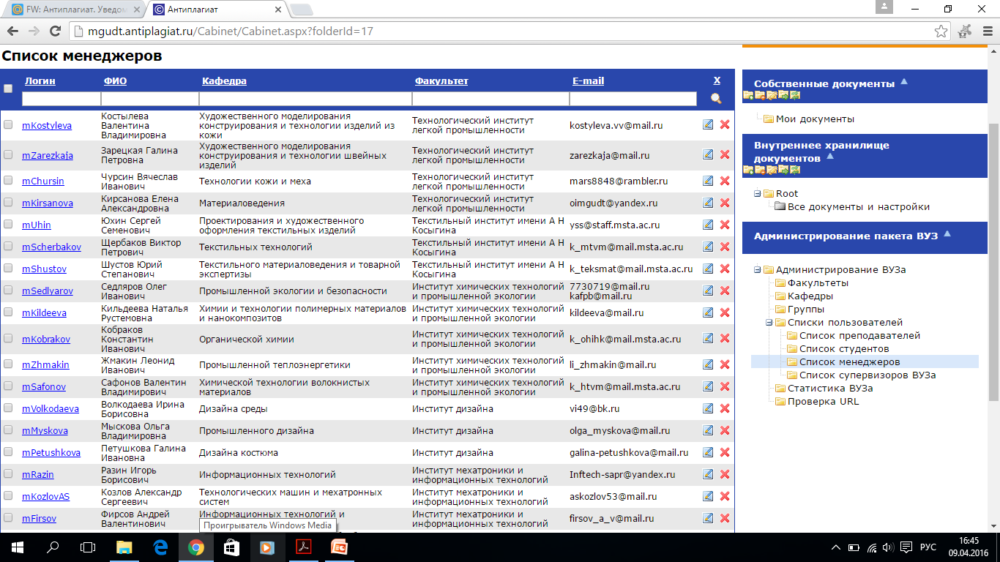 FW: Антиплагиат. Уведом
Антиплагиат
mgudt.antiplagiat.ru/Cabinet/Cabinet.aspx?folderId=17
Список менеджеров
Логин ФИО Кафедра Факультет E-mail X
mKostyleva Костылева Валентина Владимировна Художественного моделирования конструирования и технологии изделий из кожи Технологический институт легкой промышленности kostyleva.vv@mail.ru
mZarezkaja Зарецкая Галина Петровна Художественного моделирования конструирования и технологии швейных изделий Технологический институт легкой промышленности zarezkaja@mail.ru
mChursin Чурсин Вячеслав Иванович Технологии кожи и меха Технологический институт легкой промышленности mars8848@rambler.ru
mKirsanova Кирсанова Елена Александровна Материаловедения Технологический институт легкой промышленности oimgudt@yandex.ru
mUhin Юхин Сергей Семенович Проектирования и художественного оформления текстильных изделий Текстильный институт имени А Н Косыгина yss@staff.msta.ac.ru
mScherbakov Щербаков Виктор Петрович Текстильных технологий Текстильный институт имени А Н Косыгина k_mtvm@mail.msta.ac.ru
mShustov Шустов Юрий Степанович Текстильного материаловедения и товарной экспертизы Текстильный институт имени А Н Косыгина k_teksmat@mail.msta.ac.ru
mSedlyarov Седляров Олег Иванович Промышленной экологии и безопасности Институт химических технологий и промышленной экологии 7730719@mail.ru kafpb@mail.ru
mKildeeva Кильдеева Наталья Рустемовна Химии и технологии полимерных материалов и нанокомпозитов Институт химических технологий и промышленной экологии kildeeva@mail.ru
mKobrakov Кобраков Константин Иванович Органической химии Институт химических технологий и промышленной экологии k_ohihk@mail.msta.ac.ru
mZhmakin Жмакин Леонид Иванович Промышленной теплоэнергетики Институт химических технологий и промышленной экологии li_zhmakin@mail.ru
mSafonov Сафонов Валентин Владимирович Химической технологии волокнистых материалов Институт химических технологий и промышленной экологии k_htvm@mail.msta.ac.ru
mVolkodaeva Волкодаева Ирина Борисовна Дизайна среды Институт дизайна vi49@bk.ru
mMyskova Мыскова Ольга Владимировна Промышленного дизайна Институт дизайна olga_myskova@mail.ru
mPetushkova Петушкова Галина Ивановна Дизайна костюма Институт дизайна galina-petushkova@mail.ru
mRazin Разин Игорь Борисович Информационных технологий Институт мехатроники и информационных технологий Inftech-sapr@yandex.ru
mKozlovAS Козлов Александр Сергеевич Технологических машин и мехатронных систем Институт мехатроники и информационных технологий askozlov53@mail.ru
mFirsov Фирсов Андрей Валентинович Информационных технологий и Институт мехатроники и информационных технологий firsov_a_v@mail.ru
Проигрыватель Windows Media
Собственные документы
Мои документы
Внутреннее хранилище
документов
Root
Все документы и настройки
Администрирование пакета ВУЗ
Администрирование ВУЗа
Факультеты
Кафедры
Группы
Списки пользователей
Список преподавателей
Список студентов
Список менеджеров
Список супервизоров ВУЗа
Статистика ВУЗа
Проверка URL
РУС
16:45
09.04.2016